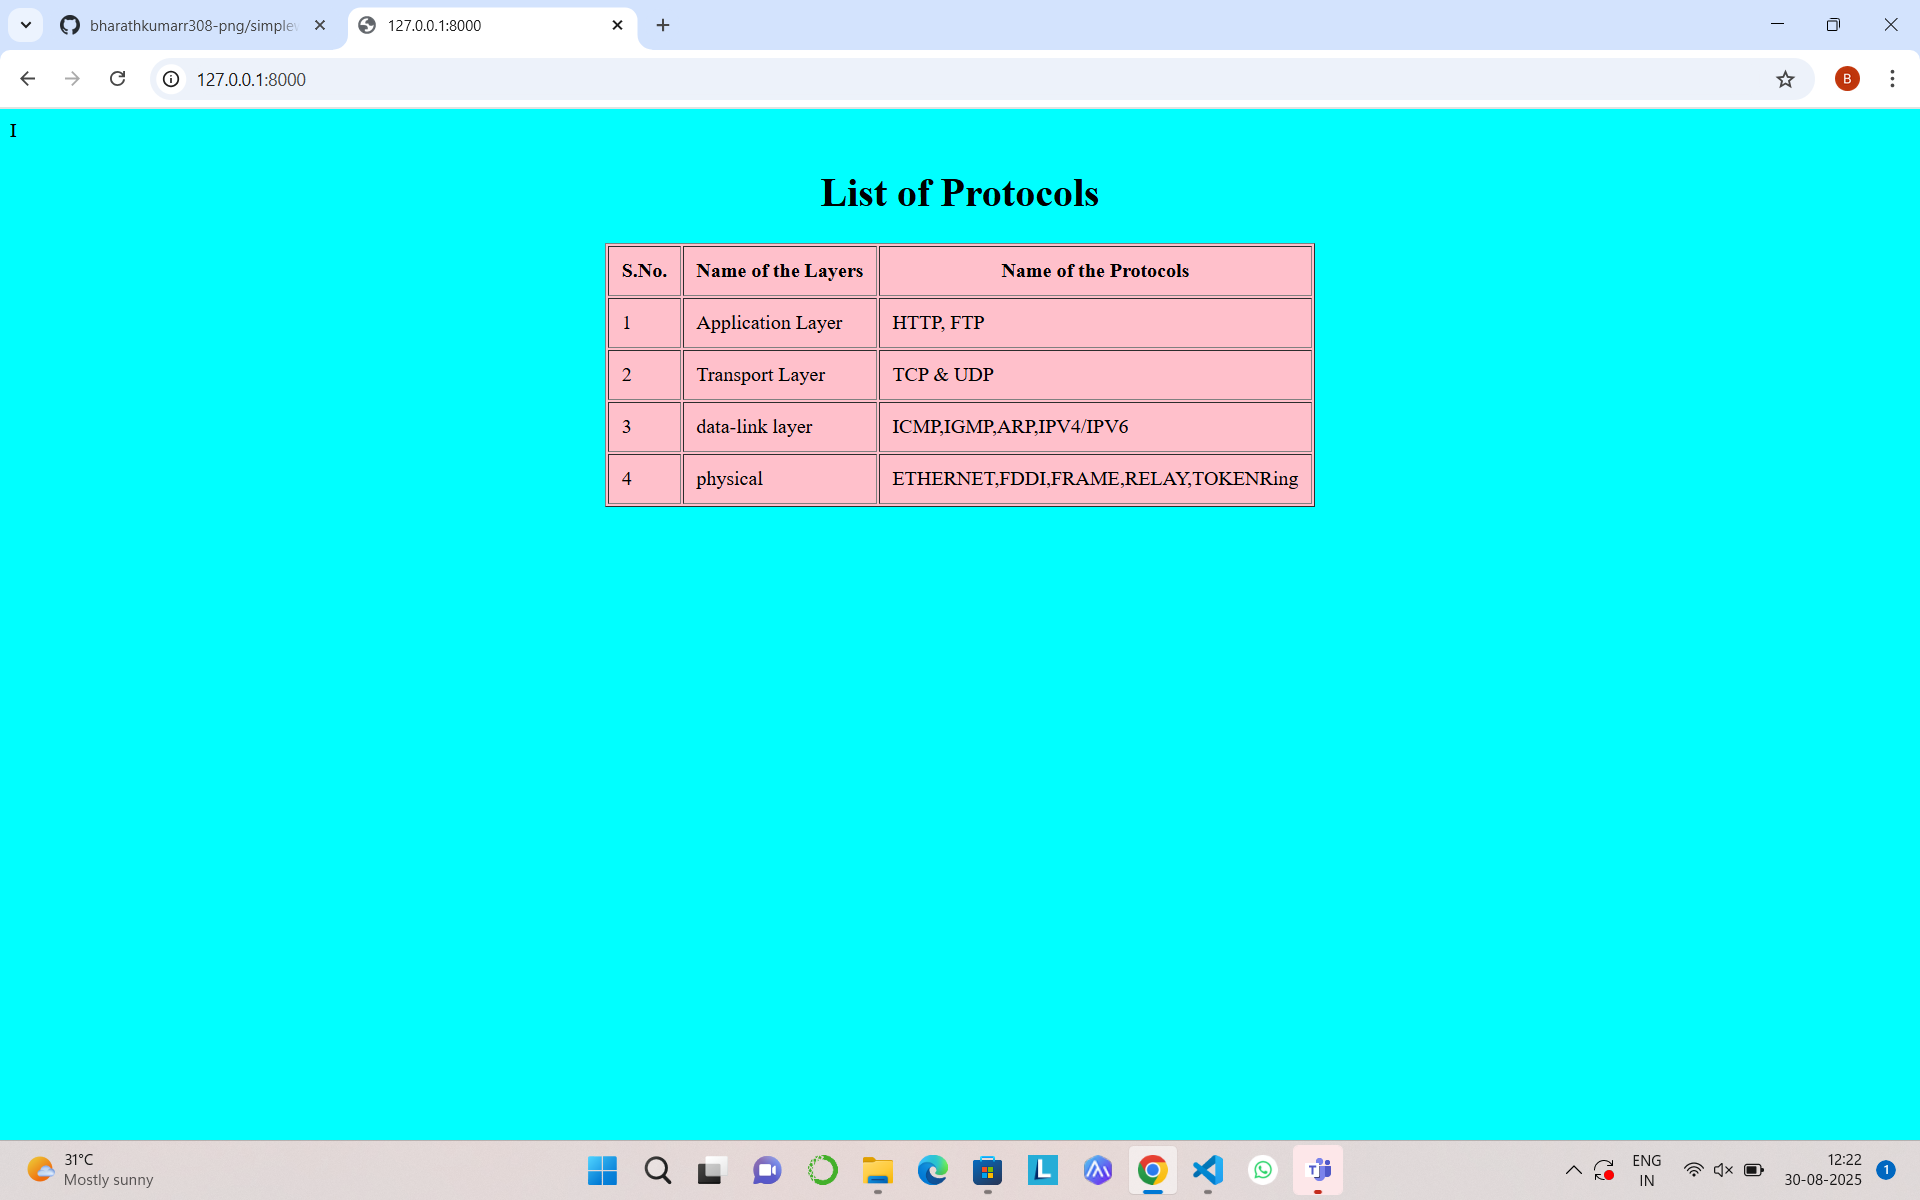 bharathkumarr308-png/simplew
127.0.0.1:8000
127.0.0.1:8000
B
I
List of Protocols
S.No. Name of the Layers Name of the Protocols
1 Application Layer HTTP, FTP
2 Transport Layer TCP & UDP
3 data-link layer ICMP,IGMP,ARP,IPV4/IPV6
4 physical ETHERNET,FDDI,FRAME,RELAY,TOKENRing
31°C
Mostly sunny
ENG
IN
12:22
30-08-2025
1